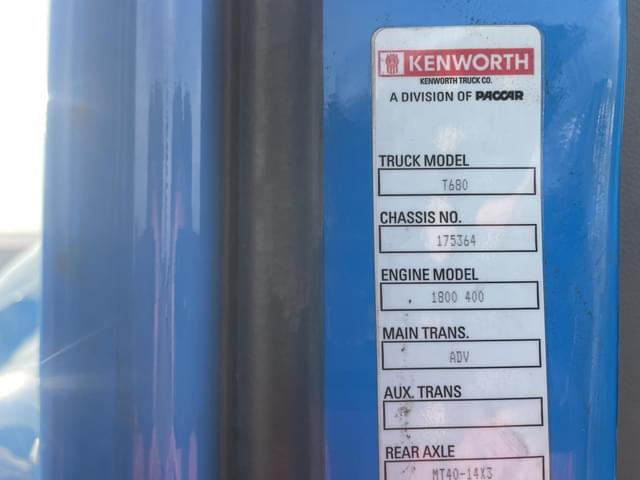 KENWORTH
KENWORTH TRUCK CO.
A DIVISION OF PACCAR
TRUCK MODEL
T680
CHASSIS NO.
175364
ENGINE MODEL
1800 400
MAIN TRANS.
ADV
AUX. TRANS
REAR AXLE
MT40-14X3